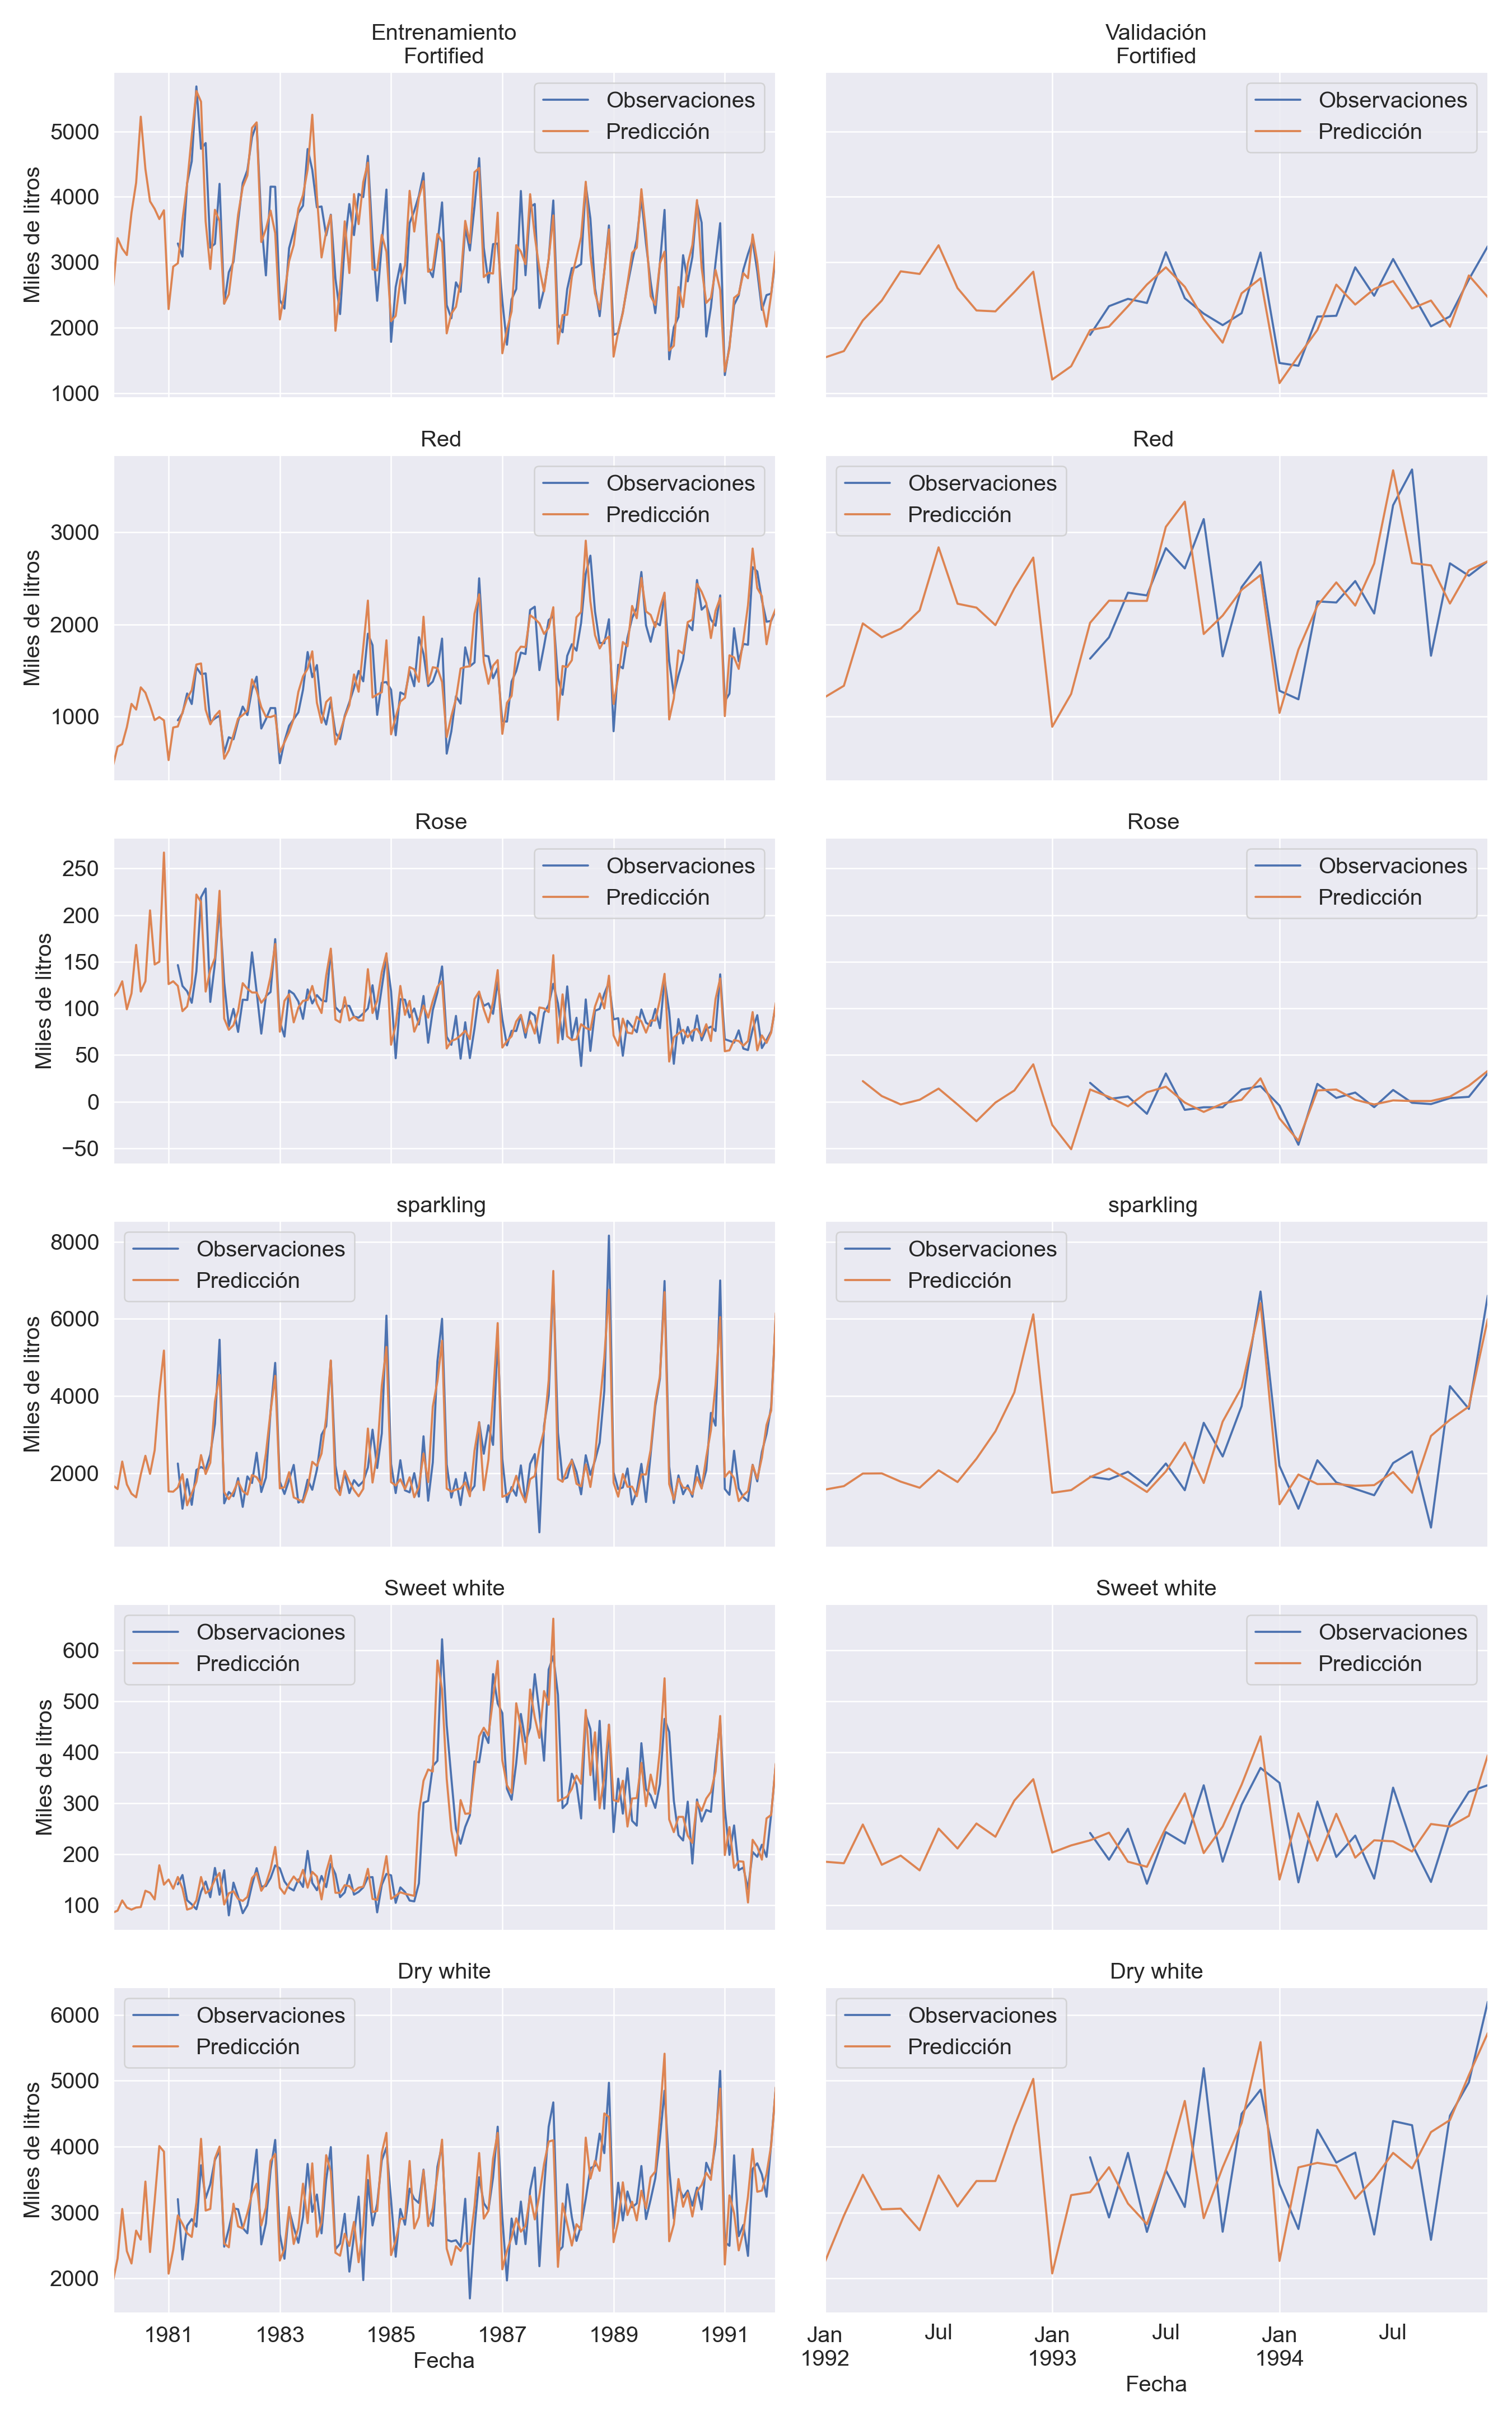 Entrenamiento
Fortified
Validación
Fortified
Miles de litros
5000
4000
3000
2000
1000
Observaciones
Predicción
Observaciones
Predicción
Red
Red
Miles de litros
3000
2000
1000
Observaciones
Predicción
Observaciones
Predicción
Rose
Rose
Miles de litros
250
200
150
100
50
0
−50
Observaciones
Predicción
Observaciones
Predicción
sparkling
sparkling
Miles de litros
8000
6000
4000
2000
Observaciones
Predicción
Observaciones
Predicción
Sweet white
Sweet white
Miles de litros
600
500
400
300
200
100
Observaciones
Predicción
Observaciones
Predicción
Dry white
Dry white
Miles de litros
6000
5000
4000
3000
2000
Observaciones
Predicción
Observaciones
Predicción
1981 1983 1985 1987 1989 1991
Fecha
Jan Jul Jan Jul Jan Jul
1992 1993 1994
Fecha